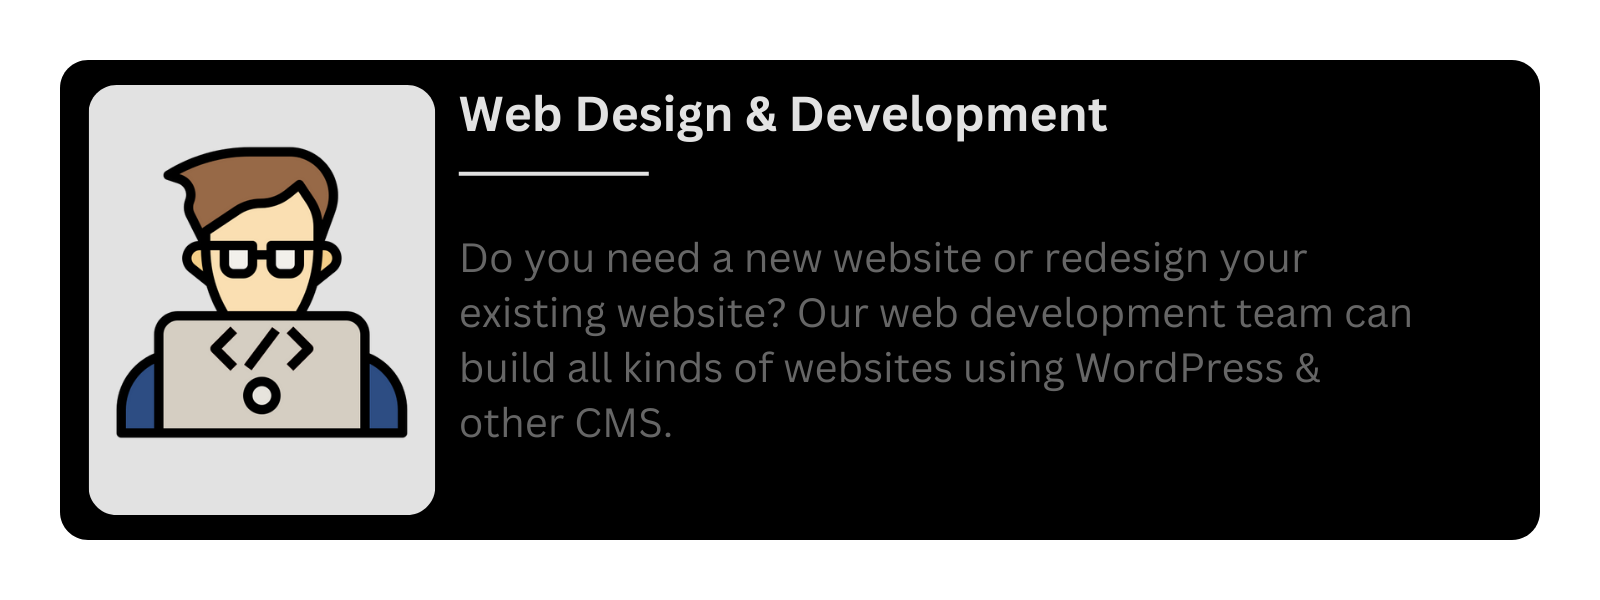 Web Design & Development
Do you need a new website or redesign your
existing website? Our web development team can
build all kinds of websites using WordPress &
other CMS.